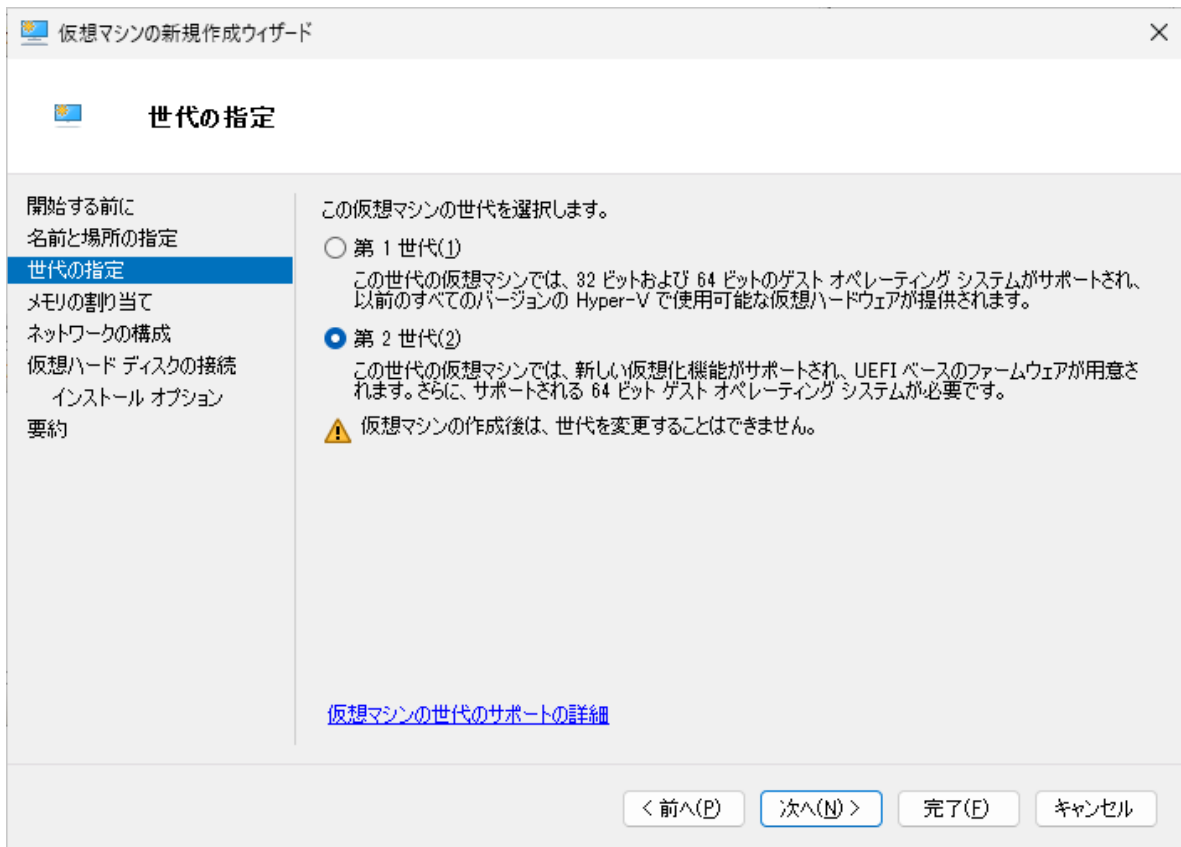 仮想マシンの新規作成ウィザード
世代の指定
開始する前に
名前と場所の指定
世代の指定
メモリの割り当て
ネットワークの構成
仮想ハード ディスクの接続
インストール オプション
要約
この仮想マシンの世代を選択します。
第 1 世代(1)
この世代の仮想マシンでは、32 ビットおよび 64 ビットのゲスト オペレーティング システムがサポートされ、
以前のすべてのバージョンの Hyper-V で使用可能な仮想ハードウェアが提供されます。
第 2 世代(2)
この世代の仮想マシンでは、新しい仮想化機能がサポートされ、UEFI ベースのファームウェアが用意さ
れます。さらに、サポートされる 64 ビット ゲスト オペレーティング システムが必要です。
仮想マシンの作成後は、世代を変更することはできません。
仮想マシンの世代のサポートの詳細
< 前へ(P)
次へ(N) >
完了(F)
キャンセル